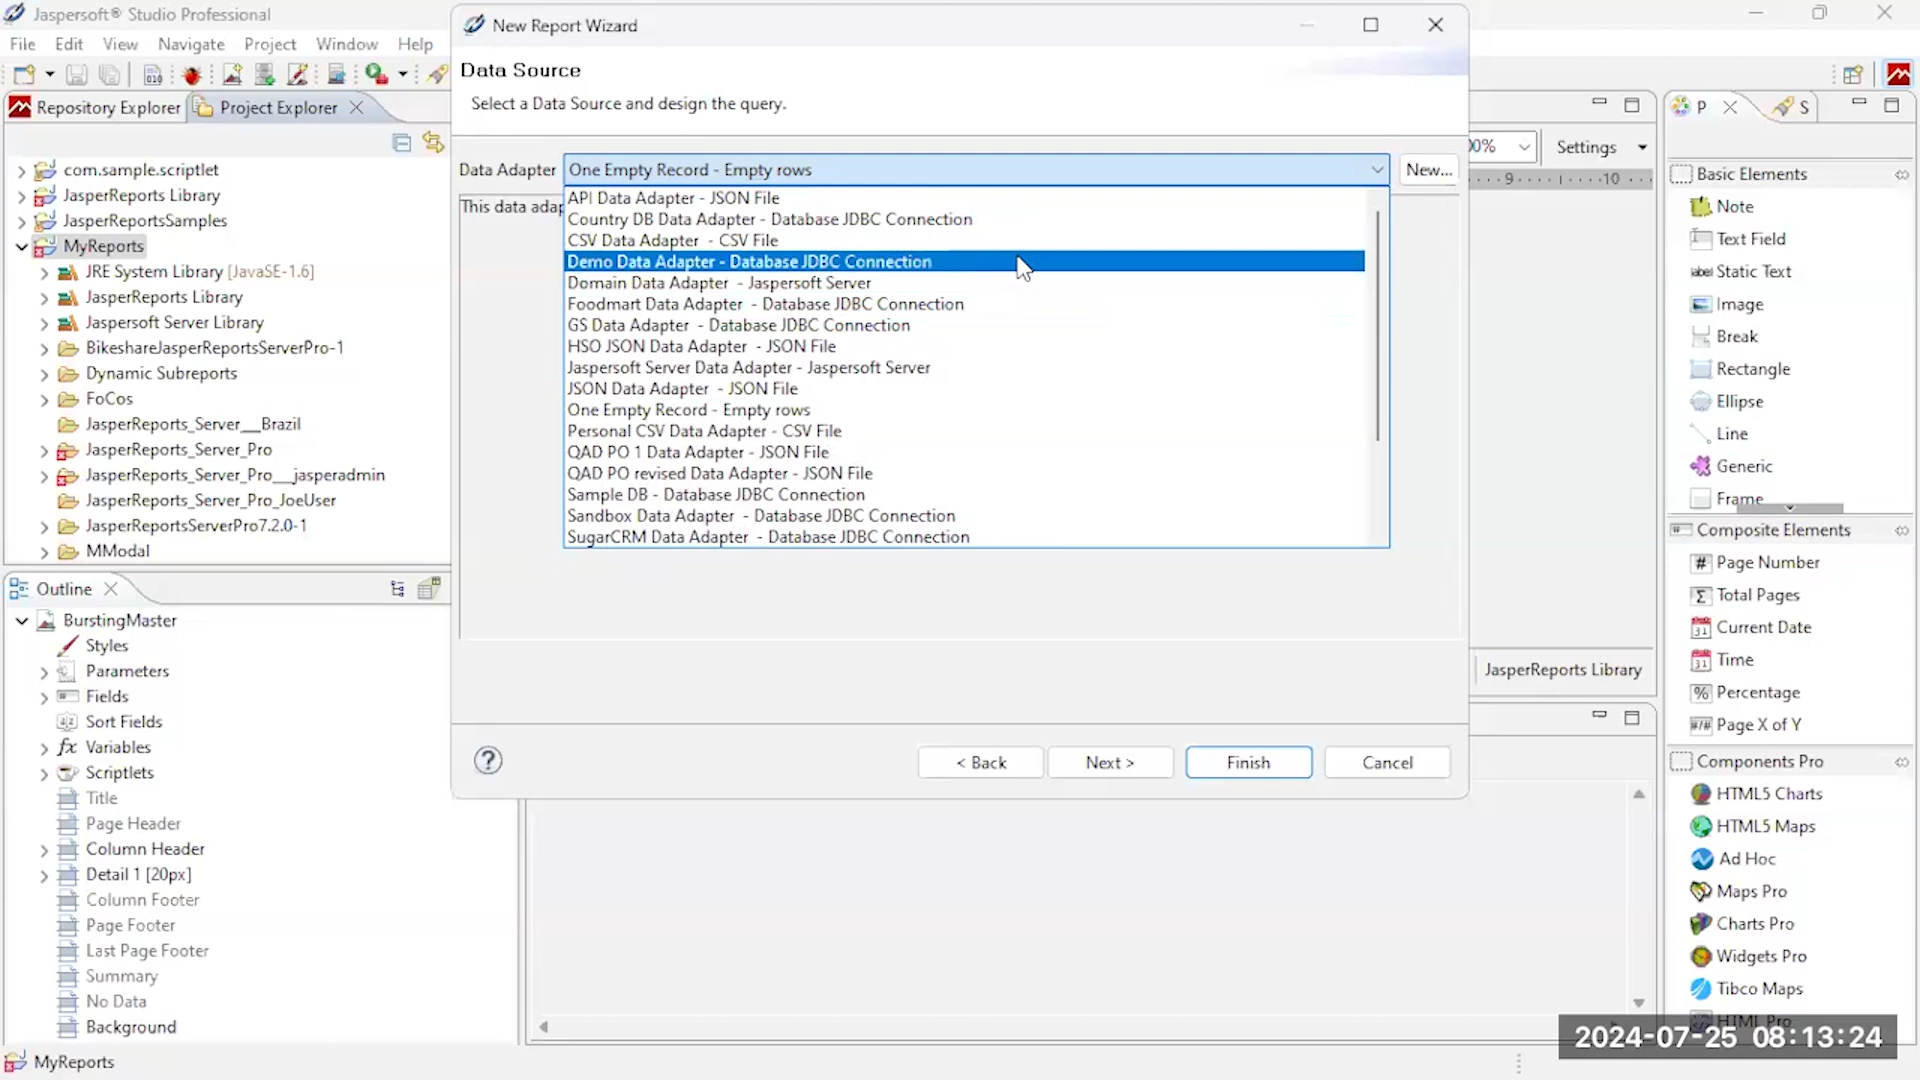 Jaspersoft® Studio Professional
File Edit View Navigate Project Window Help
Repository Explorer
Project Explorer
com.sample.scriptlet
JasperReports Library
JasperReportsSamples
MyReports
JRE System Library [JavaSE-1.6]
JasperReports Library
Jaspersoft Server Library
BikeshareJasperReportsServerPro-1
Dynamic Subreports
FoCos
JasperReports_Server___Brazil
JasperReports_Server_Pro
JasperReports_Server_Pro___jasperadmin
JasperReports_Server_Pro_JoeUser
JasperReportsServerPro7.2.0-1
MModal
Outline
BurstingMaster
Styles
Parameters
Fields
Sort Fields
Variables
Scriptlets
Title
Page Header
Column Header
Detail 1 [20px]
Column Footer
Page Footer
Last Page Footer
Summary
No Data
Background
MyReports
New Report Wizard
Data Source
Select a Data Source and design the query.
Data Adapter
One Empty Record - Empty rows
New...
This data adap
API Data Adapter - JSON File
Country DB Data Adapter - Database JDBC Connection
CSV Data Adapter - CSV File
Demo Data Adapter - Database JDBC Connection
Domain Data Adapter - Jaspersoft Server
Foodmart Data Adapter - Database JDBC Connection
GS Data Adapter - Database JDBC Connection
HSO JSON Data Adapter - JSON File
Jaspersoft Server Data Adapter - Jaspersoft Server
JSON Data Adapter - JSON File
One Empty Record - Empty rows
Personal CSV Data Adapter - CSV File
QAD PO 1 Data Adapter - JSON File
QAD PO revised Data Adapter - JSON File
Sample DB - Database JDBC Connection
Sandbox Data Adapter - Database JDBC Connection
SugarCRM Data Adapter - Database JDBC Connection
< Back
Next >
Finish
Cancel
0%
Settings
9
10
JasperReports Library
P
S
Basic Elements
Note
Text Field
Static Text
Image
Break
Rectangle
Ellipse
Line
Generic
Frame
Composite Elements
Page Number
Total Pages
Current Date
Time
Percentage
Page X of Y
Components Pro
HTML5 Charts
HTML5 Maps
Ad Hoc
Maps Pro
Charts Pro
Widgets Pro
Tibco Maps
HTML Pro
2024-07-25 08:13:24